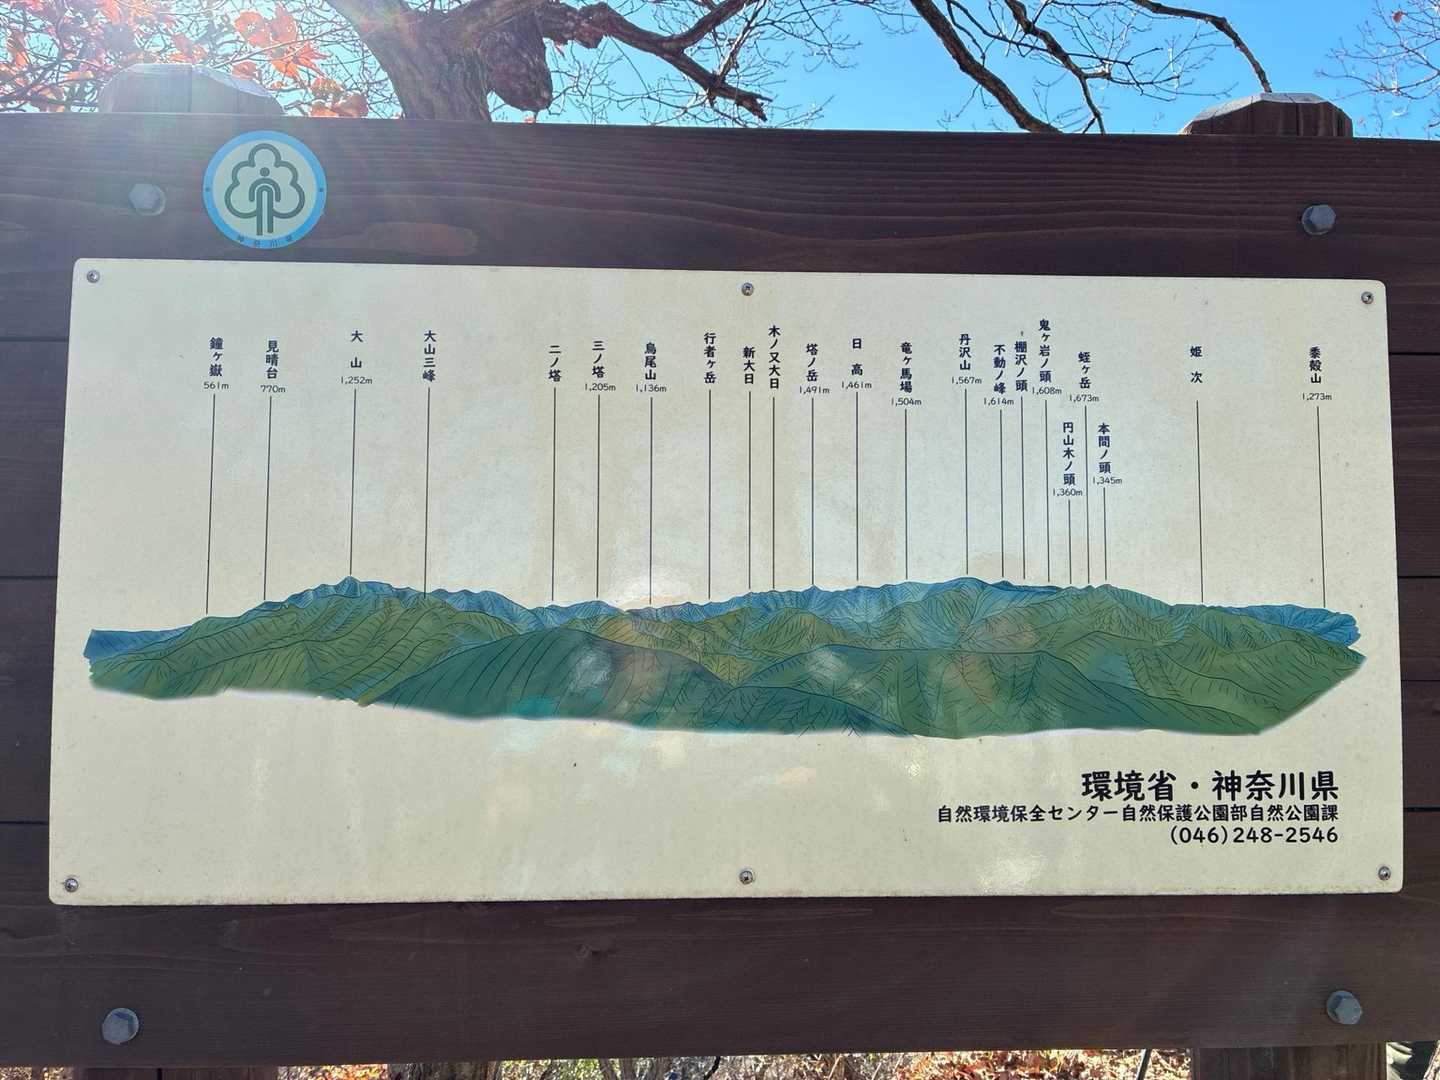 神奈川県
鐘ヶ嶽
561m
見晴台
770m
大山
1,252m
大山三峰
二ノ塔
三ノ塔
1,205m
烏尾山
1,136m
行者ヶ岳
新大日
木ノ又大日
塔ノ岳
1,491m
日高
1,461m
竜ヶ馬場
1,504m
丹沢山
1,567m
不動ノ峰
1,614m
棚沢ノ頭
鬼ヶ岩ノ頭
1,608m
円山木ノ頭
1,360m
蛭ヶ岳
1,673m
本間ノ頭
1,345m
姫次
黍殻山
1,273m
環境省・神奈川県
自然環境保全センター自然保護公園部自然公園課
(046)248-2546